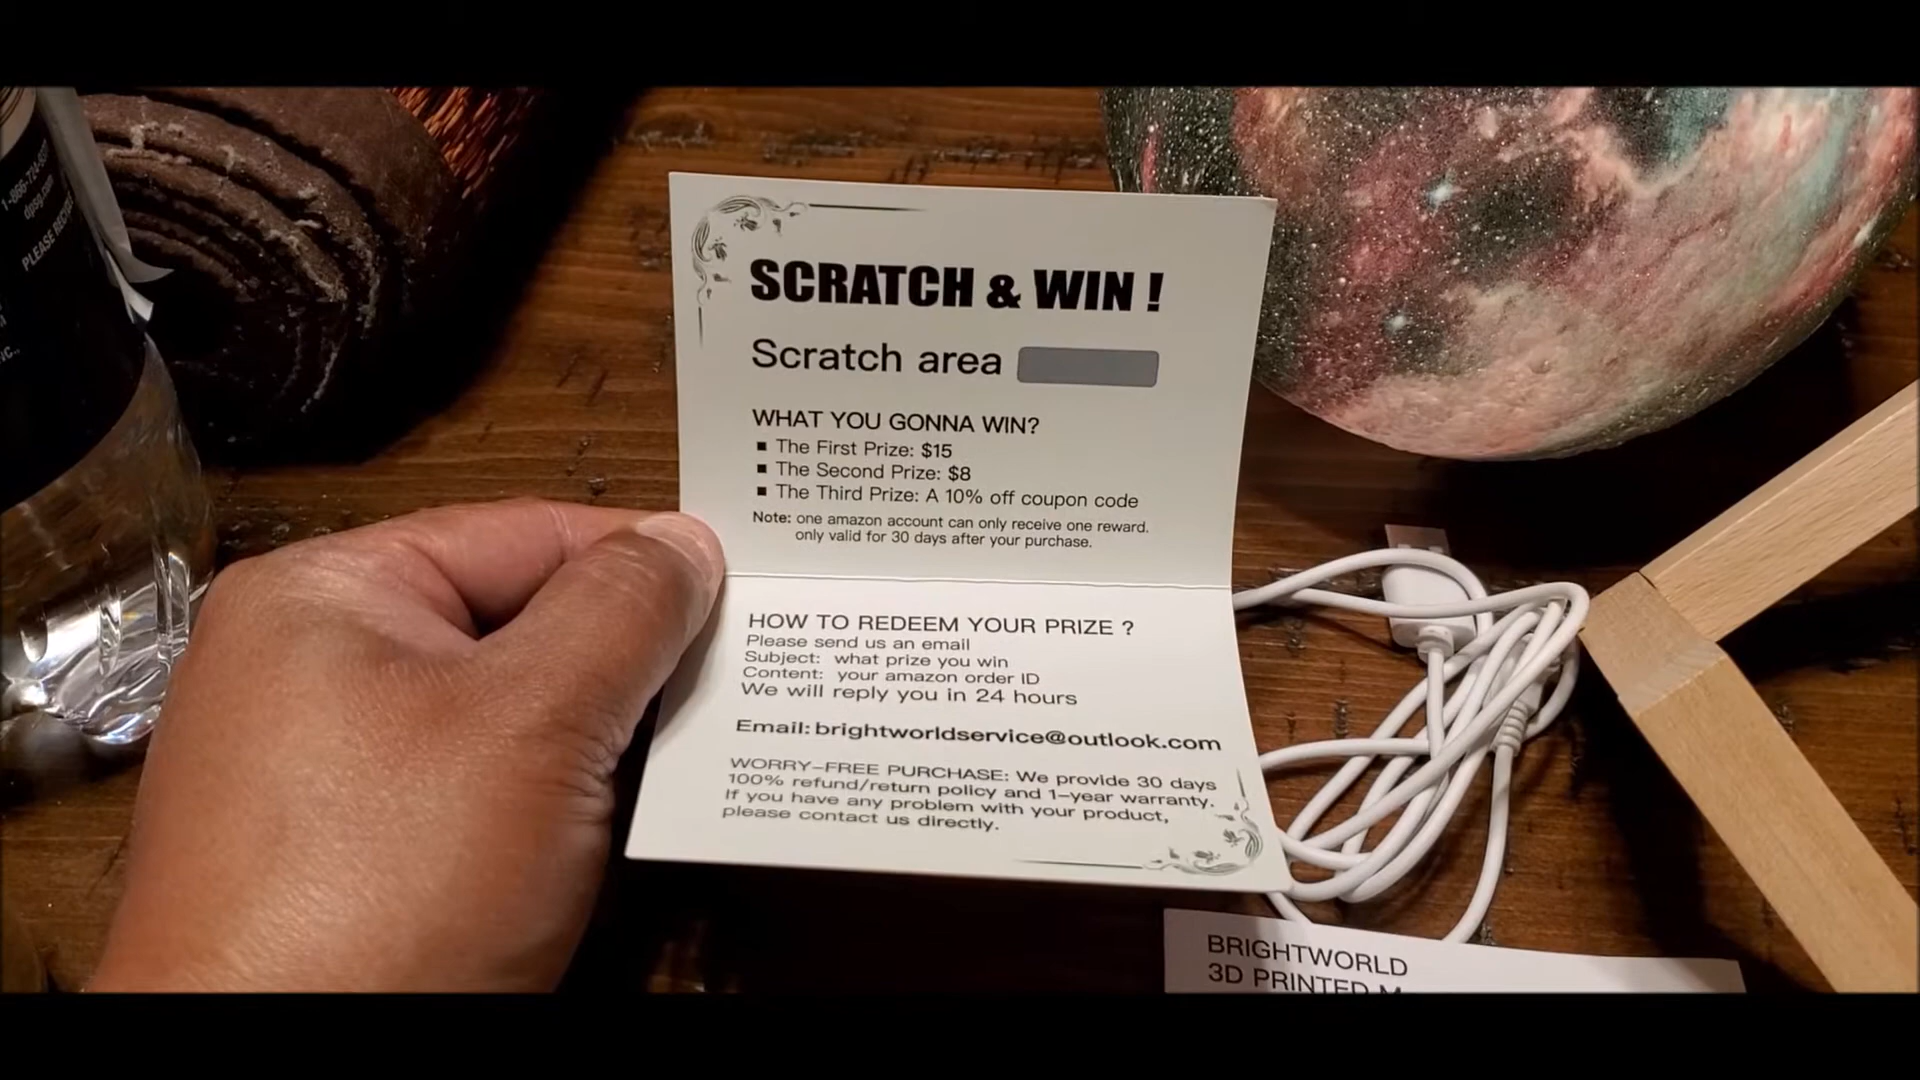 SCRATCH & WIN !
Scratch area
WHAT YOU GONNA WIN?
The First Prize: $15
The Second Prize: $8
The Third Prize: A 10% off coupon code
Note: one amazon account can only receive one reward.
only valid for 30 days after your purchase.
HOW TO REDEEM YOUR PRIZE ?
Please send us an email
Subject: what prize you win
Content: your amazon order ID
We will reply you in 24 hours
Email: brightworldservice@outlook.com
WORRY-FREE PURCHASE: We provide 30 days
100% refund/return policy and 1-year warranty.
If you have any problem with your product,
please contact us directly.
BRIGHTWORLD
3D PRINTED
dpsg.com
PLEASE